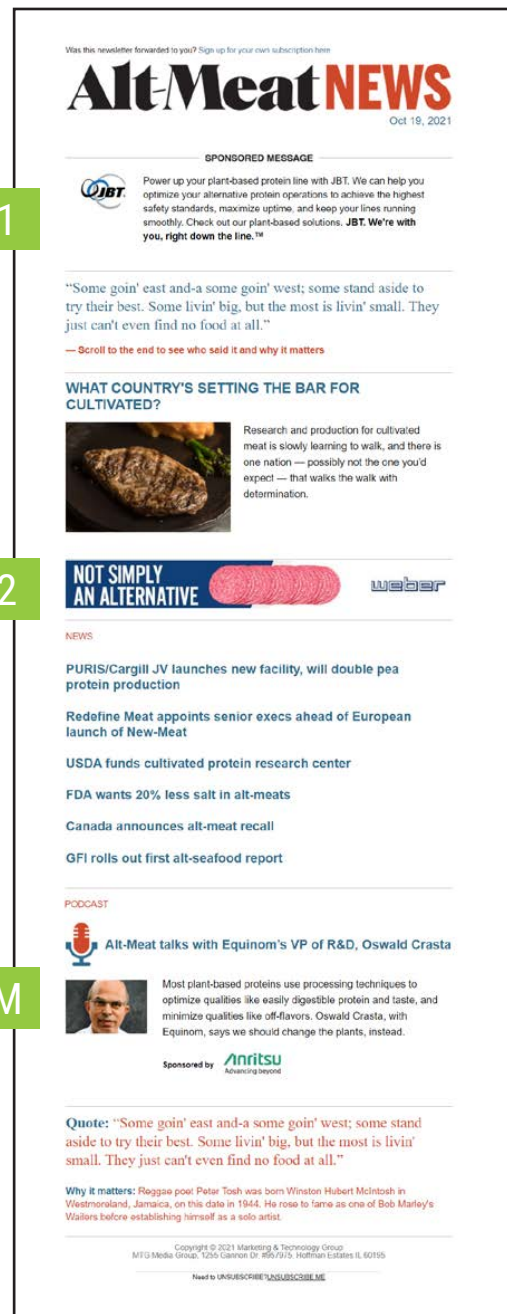 Was this newsletter forwarded to you? Sign up for your own subscription here
Alt-Meat NEWS
Oct 19, 2021
SPONSORED MESSAGE
JBT
Power up your plant-based protein line with JBT. We can help you
optimize your alternative protein operations to achieve the highest
safety standards, maximize uptime, and keep your lines running
smoothly. Check out our plant-based solutions. JBT. We're with
you, right down the line.™
1
“Some goin' east and-a some goin' west; some stand aside to
try their best. Some livin' big, but the most is livin' small. They
just can't even find no food at all.”
— Scroll to the end to see who said it and why it matters
WHAT COUNTRY'S SETTING THE BAR FOR
CULTIVATED?
Research and production for cultivated
meat is slowly learning to walk, and there is
one nation — possibly not the one you'd
expect — that walks the walk with
determination.
2
NOT SIMPLY
AN ALTERNATIVE
weber
NEWS
PURIS/Cargill JV launches new facility, will double pea
protein production
Redefine Meat appoints senior execs ahead of European
launch of New-Meat
USDA funds cultivated protein research center
FDA wants 20% less salt in alt-meats
Canada announces alt-meat recall
GFI rolls out first alt-seafood report
PODCAST
Alt-Meat talks with Equinom's VP of R&D, Oswald Crasta
M
Most plant-based proteins use processing techniques to
optimize qualities like easily digestible protein and taste, and
minimize qualities like off-flavors. Oswald Crasta, with
Equinom, says we should change the plants, instead.
Sponsored by Anritsu
Advancing beyond
Quote: “Some goin' east and-a some goin' west; some stand
aside to try their best. Some livin' big, but the most is livin'
small. They just can't even find no food at all.”
Why it matters: Reggae poet Peter Tosh was born Winston Hubert McIntosh in
Westmoreland, Jamaica, on this date in 1944. He rose to fame as one of Bob Marley's
Wailers before establishing himself as a solo artist.
Copyright © 2021 Marketing & Technology Group
MTG Media Group, 1255 Gannon Dr. #957975, Hoffman Estates IL 60195
Need to UNSUBSCRIBE?UNSUBSCRIBE ME